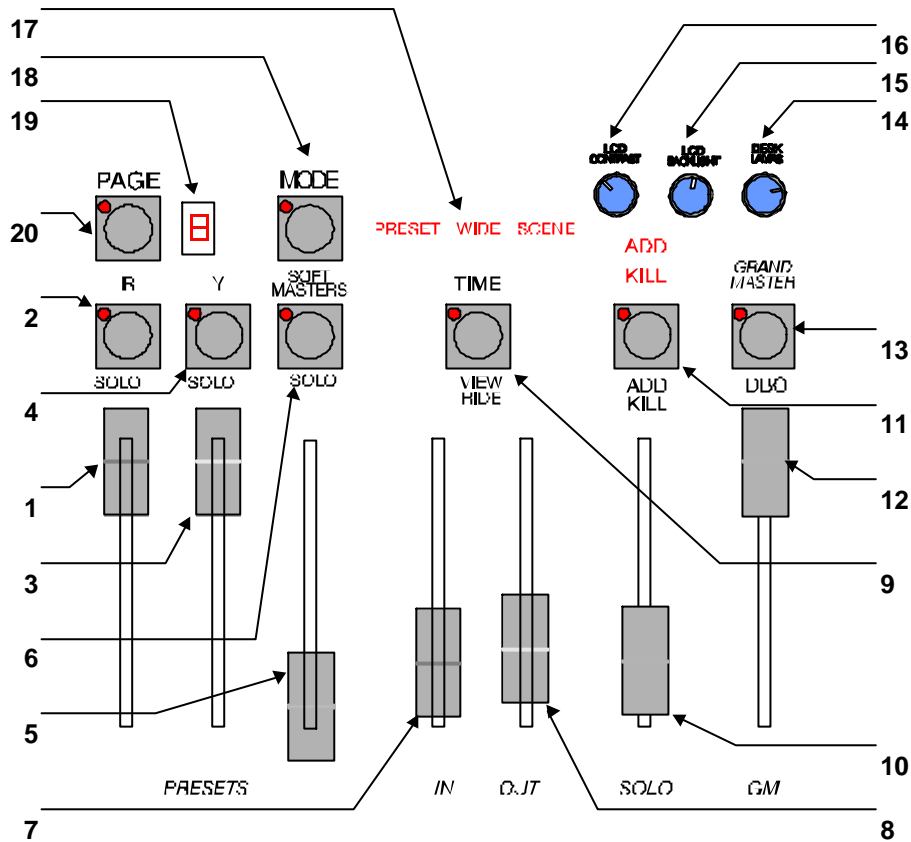 17
16
18
15
19
14
LCD CONTRAST
LCD BACKLIGHT
DESK LAMPS
PAGE
MODE
8
PRESET WIDE SCENE
ADD
KILL
20
R
Y
SOFT MASTERS
TIME
GRAND MASTER
2
13
SOLO
SOLO
SOLO
VIEW RIDE
ADD KILL
DBO
4
11
1
12
3
9
6
5
10
PRESETS
IN
OUT
SOLO
GM
7
8